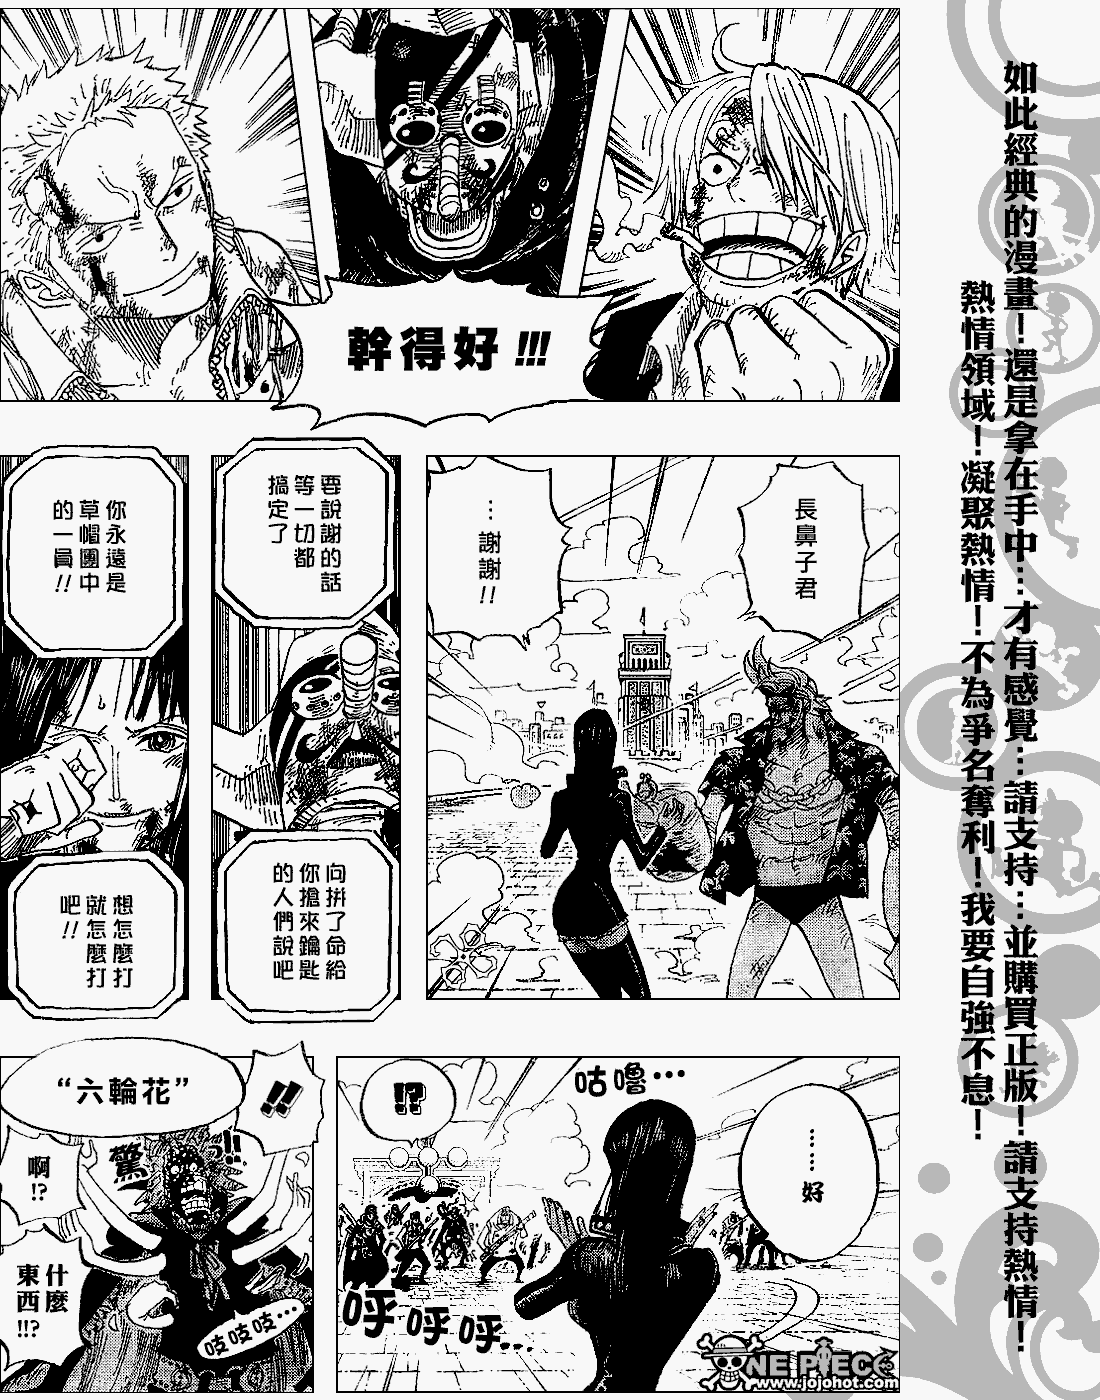 幹得好!!!
長鼻子君
…謝謝!!
要說謝的話
等一切都
搞定了
向拚了命給
你搶來鑰匙
的人們說吧
你永遠是
草帽團中
的一員!!
想怎麼打
就怎麼打
吧!!
……好
咕嚕…
!?
呼呼呼…
!!
“六輪花”
驚
!!
啊!?
什麼
東西!!?
吱吱吱…
ONE PIECE
www.jojohot.com
如此經典的漫畫！還是拿在手中…才有感覺…請支持…並購買正版！請支持熱情！
熱情領域！凝聚熱情！不為爭名奪利！我要自強不息！